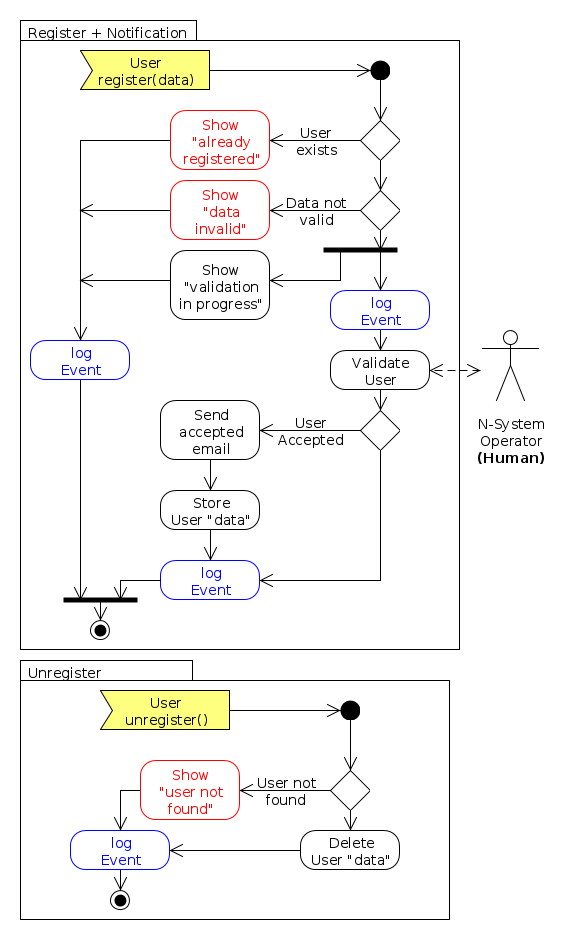 Register + Notification
User
register(data)
Show
"already
registered"
User
exists
Show
"data
invalid"
Data not
valid
Show
"validation
in progress"
log
Event
log
Event
Validate
User
N-System
Operator
(Human)
Send
accepted
email
User
Accepted
Store
User "data"
log
Event
Unregister
User
unregister()
Show
"user not
found"
User not
found
log
Event
Delete
User "data"